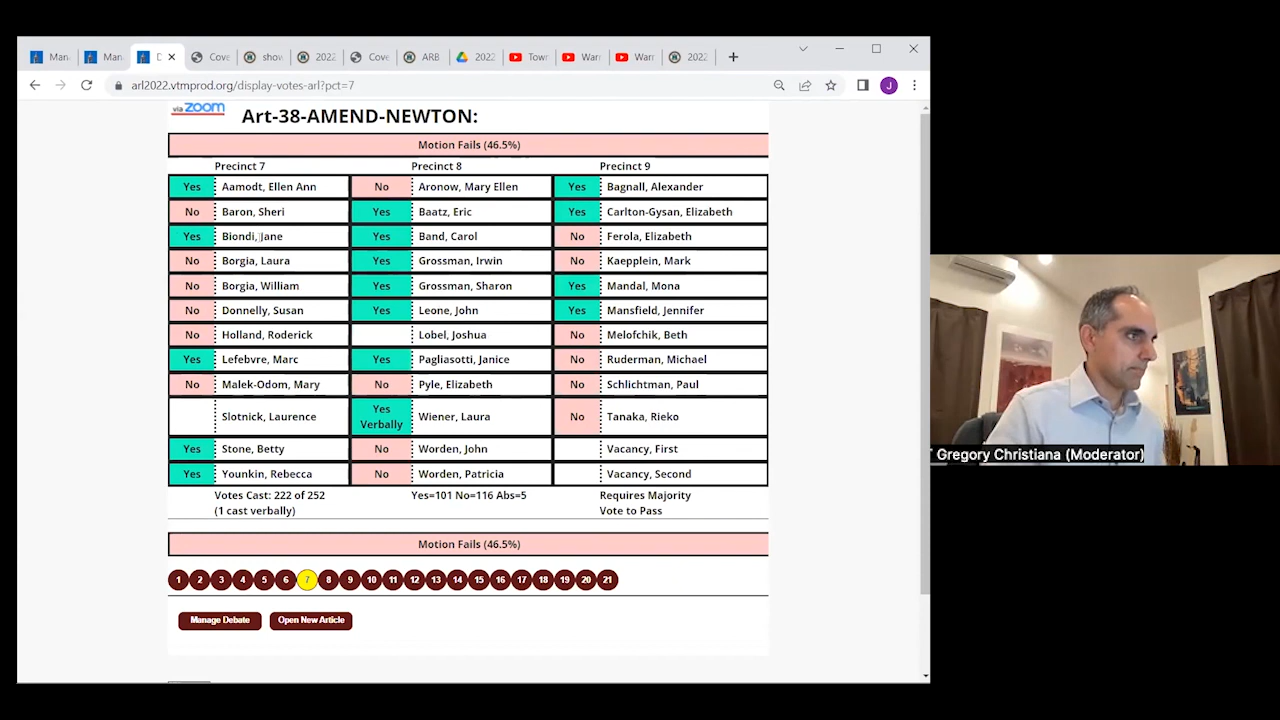 Man
Man
D
Cove
show
2022
Cove
ARB
2022
Town
Warr
Warr
2022
arl2022.vtmprod.org/display-votes-arl?pct=7
J
via zoom
Art-38-AMEND-NEWTON:
Motion Fails (46.5%)
Precinct 7 Precinct 8 Precinct 9
Yes Aamodt, Ellen Ann No Aronow, Mary Ellen Yes Bagnall, Alexander
No Baron, Sheri Yes Baatz, Eric Yes Carlton-Gysan, Elizabeth
Yes Biondi, Jane Yes Band, Carol No Ferola, Elizabeth
No Borgia, Laura Yes Grossman, Irwin No Kaepplein, Mark
No Borgia, William Yes Grossman, Sharon Yes Mandal, Mona
No Donnelly, Susan Yes Leone, John Yes Mansfield, Jennifer
No Holland, Roderick Lobel, Joshua No Melofchik, Beth
Yes Lefebvre, Marc Yes Pagliasotti, Janice No Ruderman, Michael
No Malek-Odom, Mary No Pyle, Elizabeth No Schlichtman, Paul
Slotnick, Laurence Yes Verbally Wiener, Laura No Tanaka, Rieko
Yes Stone, Betty No Worden, John Vacancy, First
Yes Younkin, Rebecca No Worden, Patricia Vacancy, Second
Votes Cast: 222 of 252 Yes=101 No=116 Abs=5 Requires Majority
(1 cast verbally) Vote to Pass
Motion Fails (46.5%)
1 2 3 4 5 6 7 8 9 10 11 12 13 14 15 16 17 18 19 20 21
Manage Debate Open New Article
Gregory Christiana (Moderator)